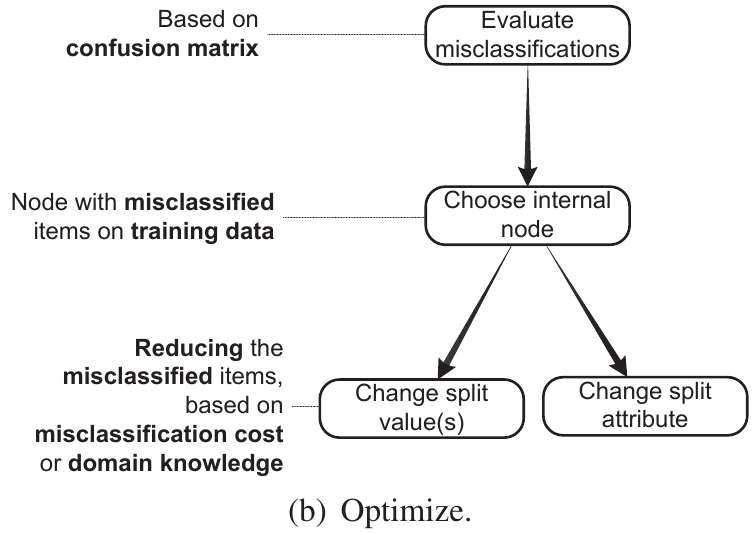 Based on
confusion matrix
Evaluate
misclassifications
Node with misclassified
items on training data
Choose internal
node
Reducing the
misclassified items,
based on
misclassification cost
or domain knowledge
Change split
value(s)
Change split
attribute
(b) Optimize.